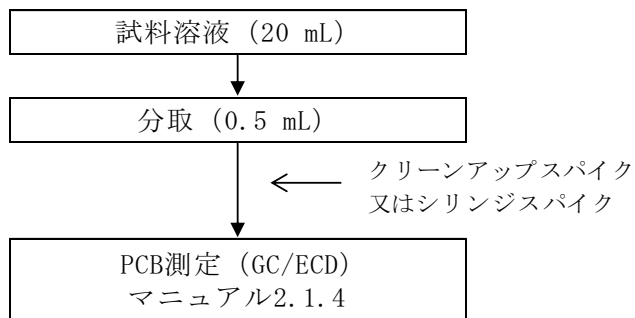 試料溶液 (20 mL)
分取 (0.5 mL)
クリーンアップスパイク
又はシリンジスパイク
PCB測定 (GC/ECD)
マニュアル2.1.4